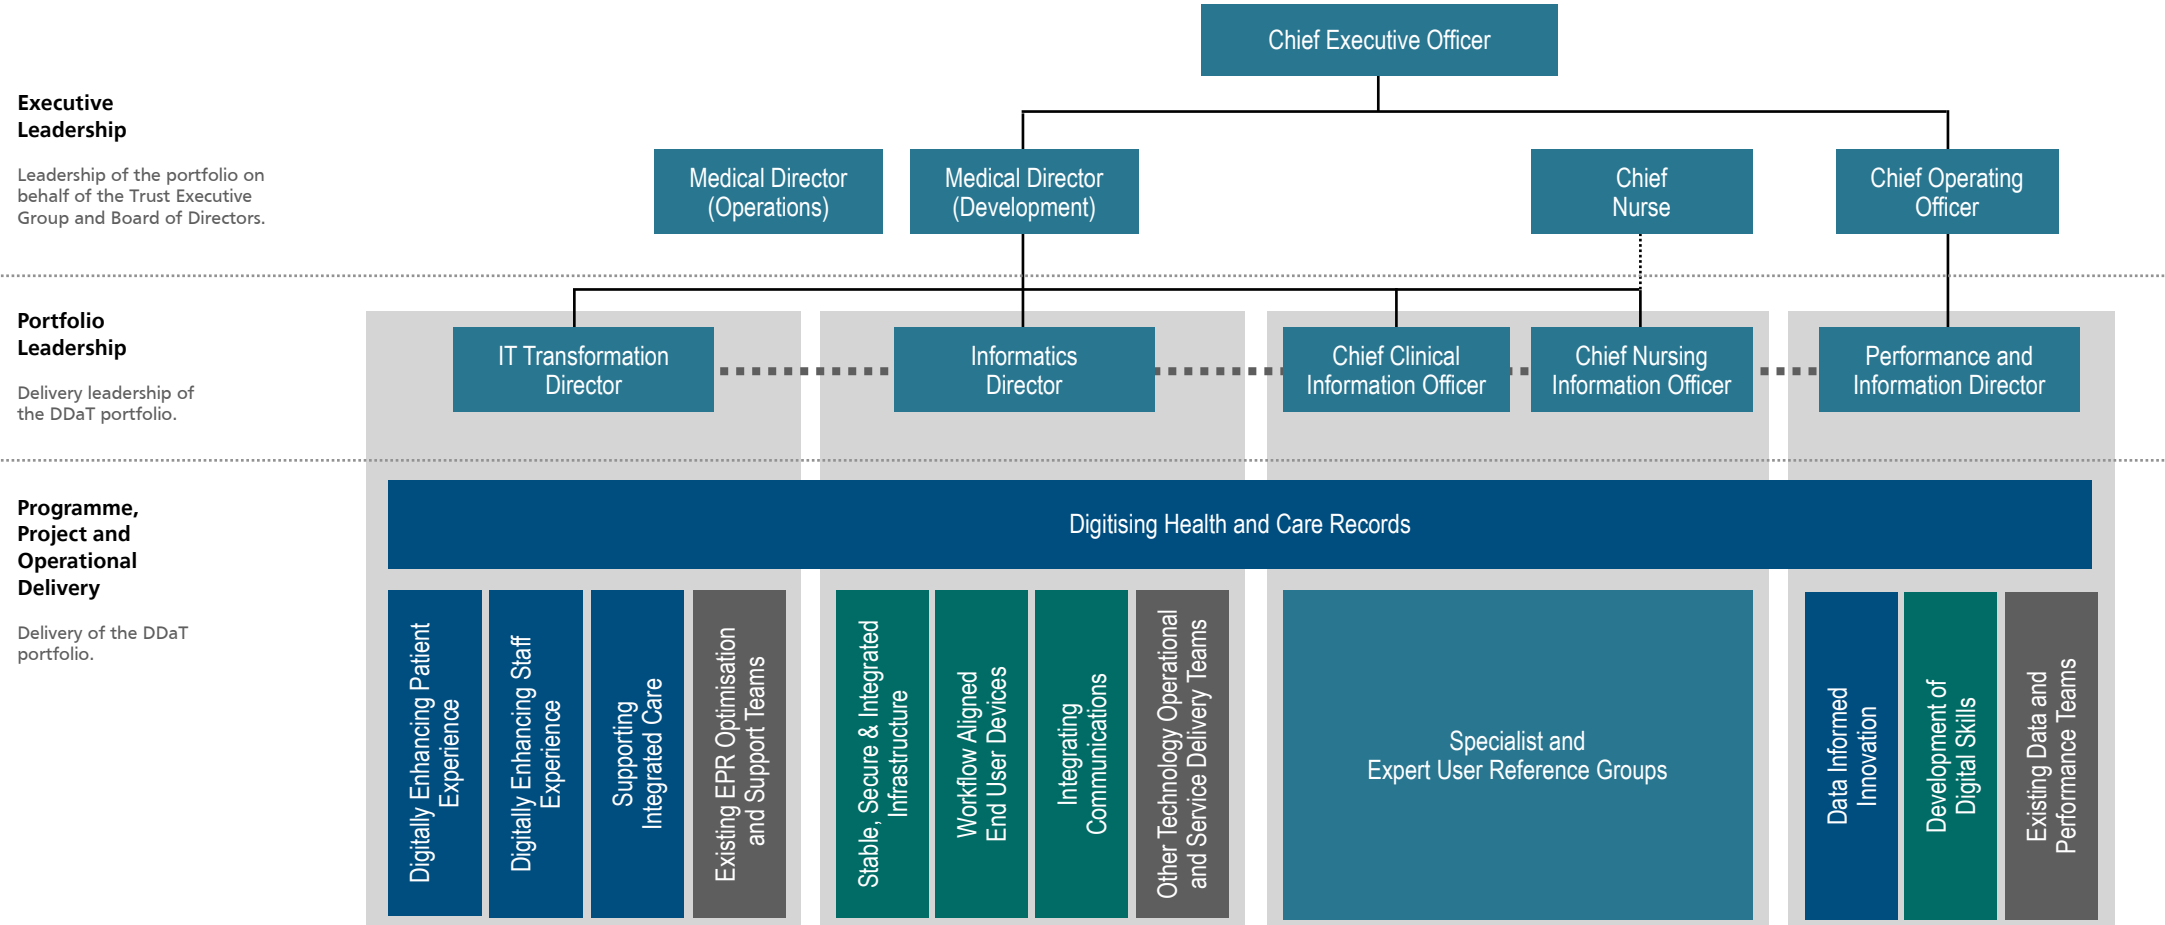 Chief Executive Officer
Executive
Leadership
Leadership of the portfolio on
behalf of the Trust Executive
Group and Board of Directors.
Medical Director
(Operations)
Medical Director
(Development)
Chief
Nurse
Chief Operating
Officer
Portfolio
Leadership
Delivery leadership of
the DDaT portfolio.
IT Transformation
Director
Informatics
Director
Chief Clinical
Information Officer
Chief Nursing
Information Officer
Performance and
Information Director
Programme,
Project and
Operational
Delivery
Delivery of the DDaT
portfolio.
Digitising Health and Care Records
Digitally Enhancing Patient
Experience
Digitally Enhancing Staff
Experience
Supporting
Integrated Care
Existing EPR Optimisation
and Support Teams
Stable, Secure & Integrated
Infrastructure
Workflow Aligned
End User Devices
Integrating
Communications
Other Technology Operational
and Service Delivery Teams
Specialist and
Expert User Reference Groups
Data Informed
Innovation
Development of
Digital Skills
Existing Data and
Performance Teams